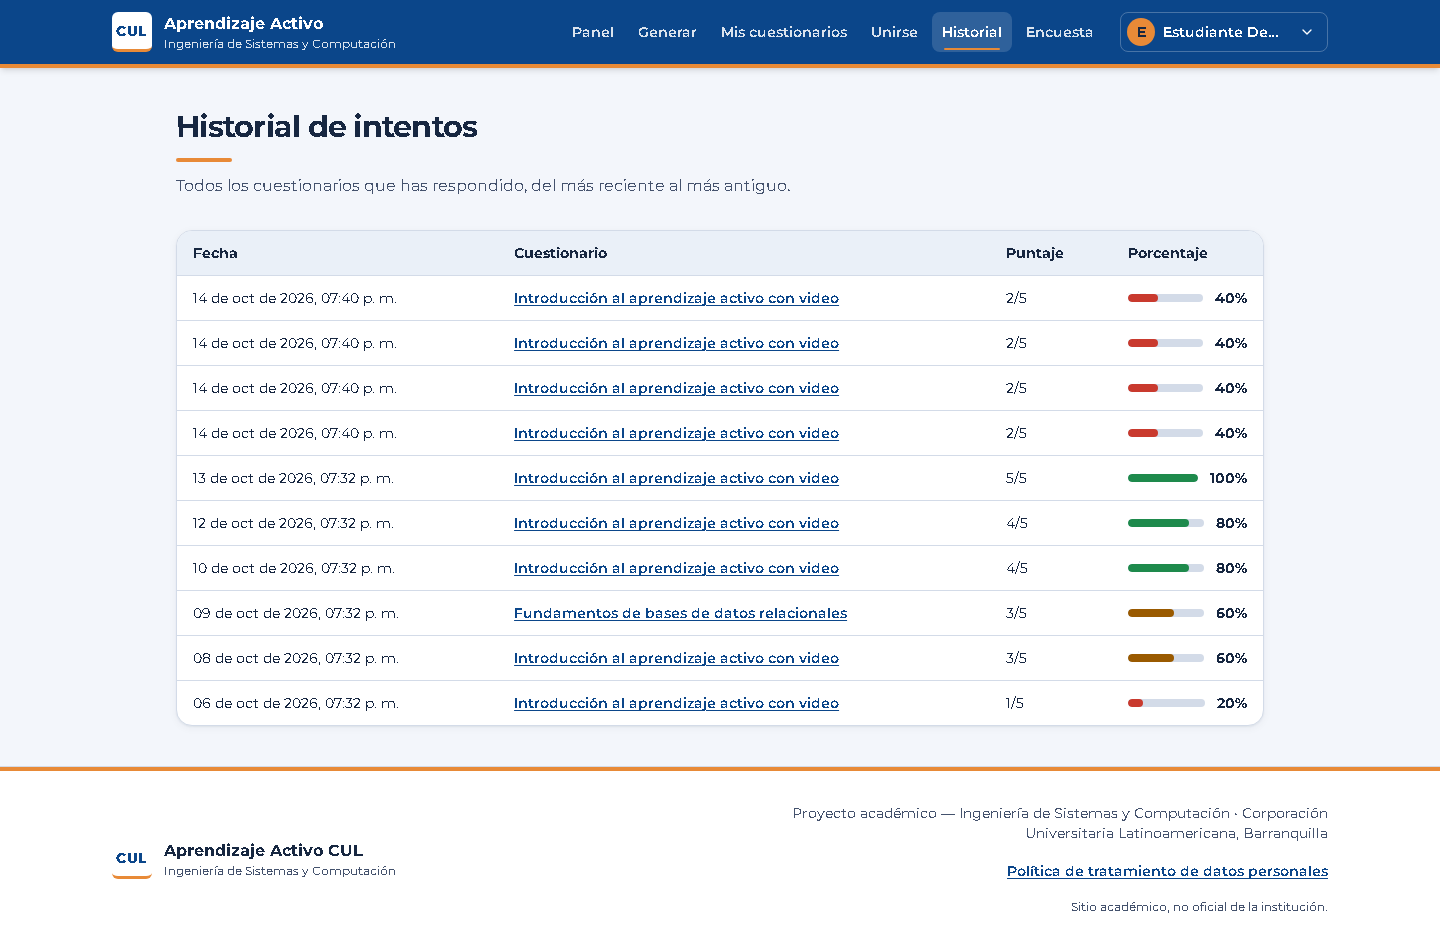 CUL
Aprendizaje Activo
Ingeniería de Sistemas y Computación
Panel
Generar
Mis cuestionarios
Unirse
Historial
Encuesta
E
Estudiante De...
Historial de intentos
Todos los cuestionarios que has respondido, del más reciente al más antiguo.
Fecha Cuestionario Puntaje Porcentaje
14 de oct de 2026, 07:40 p. m. Introducción al aprendizaje activo con video 2/5 40%
14 de oct de 2026, 07:40 p. m. Introducción al aprendizaje activo con video 2/5 40%
14 de oct de 2026, 07:40 p. m. Introducción al aprendizaje activo con video 2/5 40%
14 de oct de 2026, 07:40 p. m. Introducción al aprendizaje activo con video 2/5 40%
13 de oct de 2026, 07:32 p. m. Introducción al aprendizaje activo con video 5/5 100%
12 de oct de 2026, 07:32 p. m. Introducción al aprendizaje activo con video 4/5 80%
10 de oct de 2026, 07:32 p. m. Introducción al aprendizaje activo con video 4/5 80%
09 de oct de 2026, 07:32 p. m. Fundamentos de bases de datos relacionales 3/5 60%
08 de oct de 2026, 07:32 p. m. Introducción al aprendizaje activo con video 3/5 60%
06 de oct de 2026, 07:32 p. m. Introducción al aprendizaje activo con video 1/5 20%
CUL
Aprendizaje Activo CUL
Ingeniería de Sistemas y Computación
Proyecto académico — Ingeniería de Sistemas y Computación · Corporación
Universitaria Latinoamericana, Barranquilla
Política de tratamiento de datos personales
Sitio académico, no oficial de la institución.